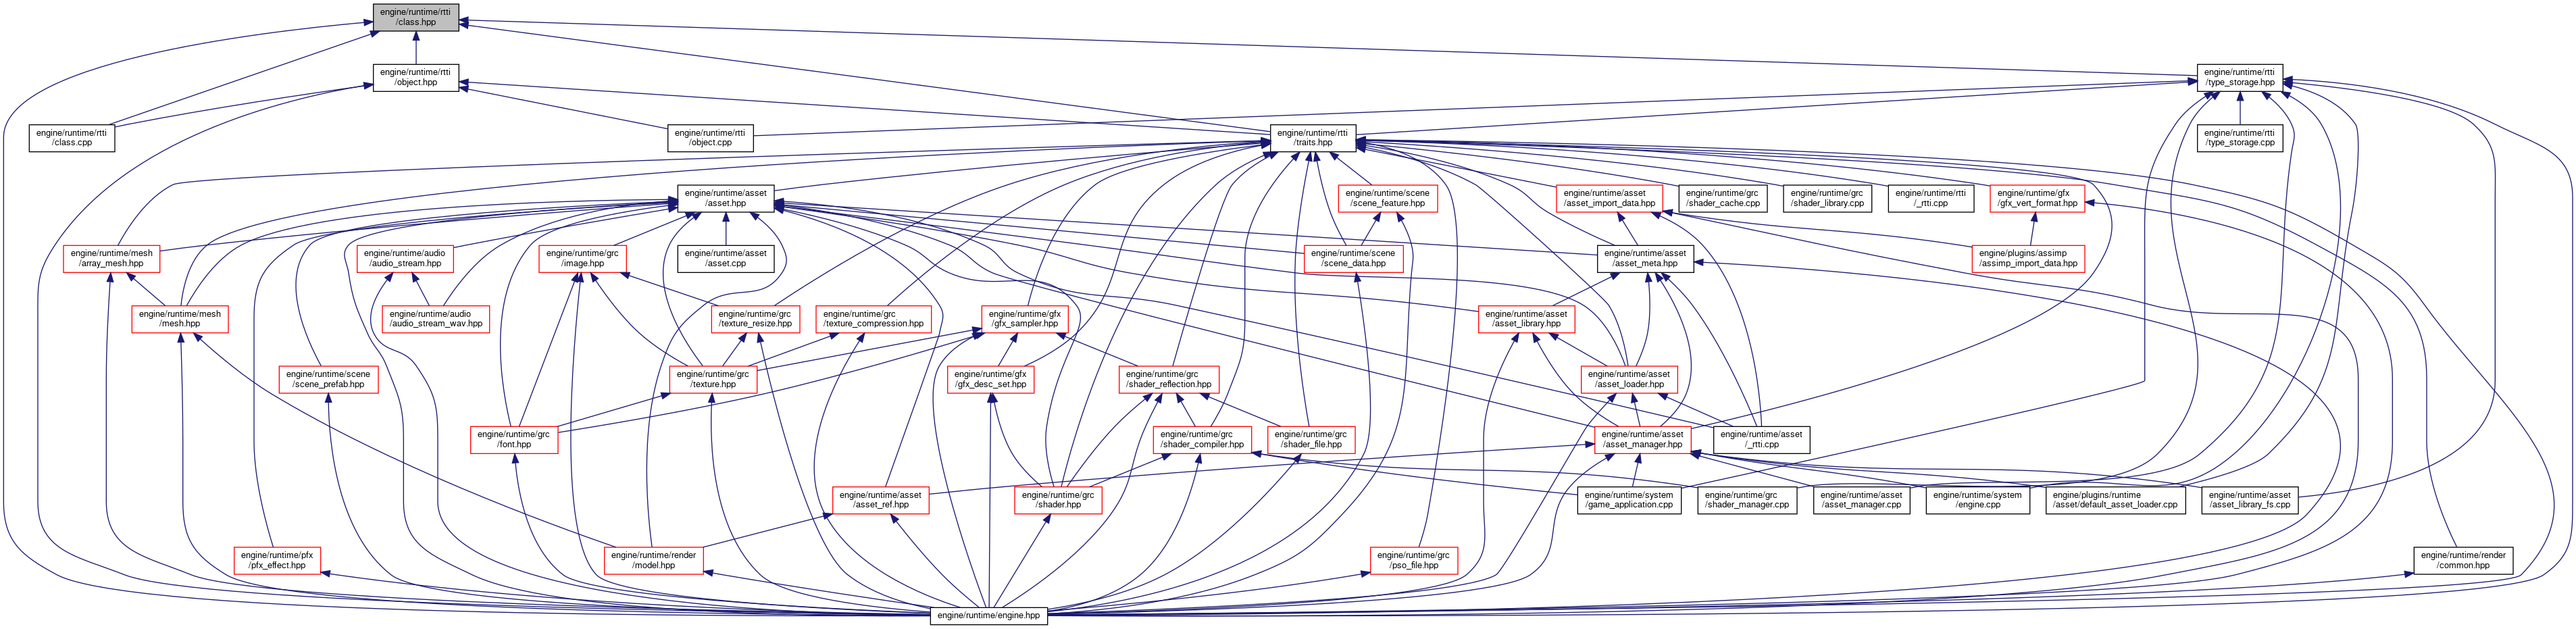 engine/runtime/rtti
/class.hpp
engine/runtime/rtti
/object.hpp
engine/runtime/rtti
/type_storage.hpp
engine/runtime/rtti
/class.cpp
engine/runtime/rtti
/object.cpp
engine/runtime/rtti
/traits.hpp
engine/runtime/rtti
/type_storage.cpp
engine/runtime/asset
/asset.hpp
engine/runtime/scene
/scene_feature.hpp
engine/runtime/asset
/asset_import_data.hpp
engine/runtime/grc
/shader_cache.cpp
engine/runtime/grc
/shader_library.cpp
engine/runtime/rtti
/_rtti.cpp
engine/runtime/gfx
/gfx_vert_format.hpp
engine/runtime/mesh
/array_mesh.hpp
engine/runtime/audio
/audio_stream.hpp
engine/runtime/grc
/image.hpp
engine/runtime/asset
/asset.cpp
engine/runtime/scene
/scene_data.hpp
engine/runtime/asset
/asset_meta.hpp
engine/plugins/assimp
/assimp_import_data.hpp
engine/runtime/mesh
/mesh.hpp
engine/runtime/audio
/audio_stream_wav.hpp
engine/runtime/grc
/texture_resize.hpp
engine/runtime/grc
/texture_compression.hpp
engine/runtime/gfx
/gfx_sampler.hpp
engine/runtime/asset
/asset_library.hpp
engine/runtime/scene
/scene_prefab.hpp
engine/runtime/grc
/texture.hpp
engine/runtime/gfx
/gfx_desc_set.hpp
engine/runtime/grc
/shader_reflection.hpp
engine/runtime/asset
/asset_loader.hpp
engine/runtime/grc
/font.hpp
engine/runtime/grc
/shader_compiler.hpp
engine/runtime/grc
/shader_file.hpp
engine/runtime/asset
/asset_manager.hpp
engine/runtime/asset
/_rtti.cpp
engine/runtime/asset
/asset_ref.hpp
engine/runtime/grc
/shader.hpp
engine/runtime/system
/game_application.cpp
engine/runtime/grc
/shader_manager.cpp
engine/runtime/asset
/asset_manager.cpp
engine/runtime/system
/engine.cpp
engine/plugins/runtime
/asset/default_asset_loader.cpp
engine/runtime/asset
/asset_library_fs.cpp
engine/runtime/pfx
/pfx_effect.hpp
engine/runtime/render
/model.hpp
engine/runtime/grc
/pso_file.hpp
engine/runtime/render
/common.hpp
engine/runtime/engine.hpp